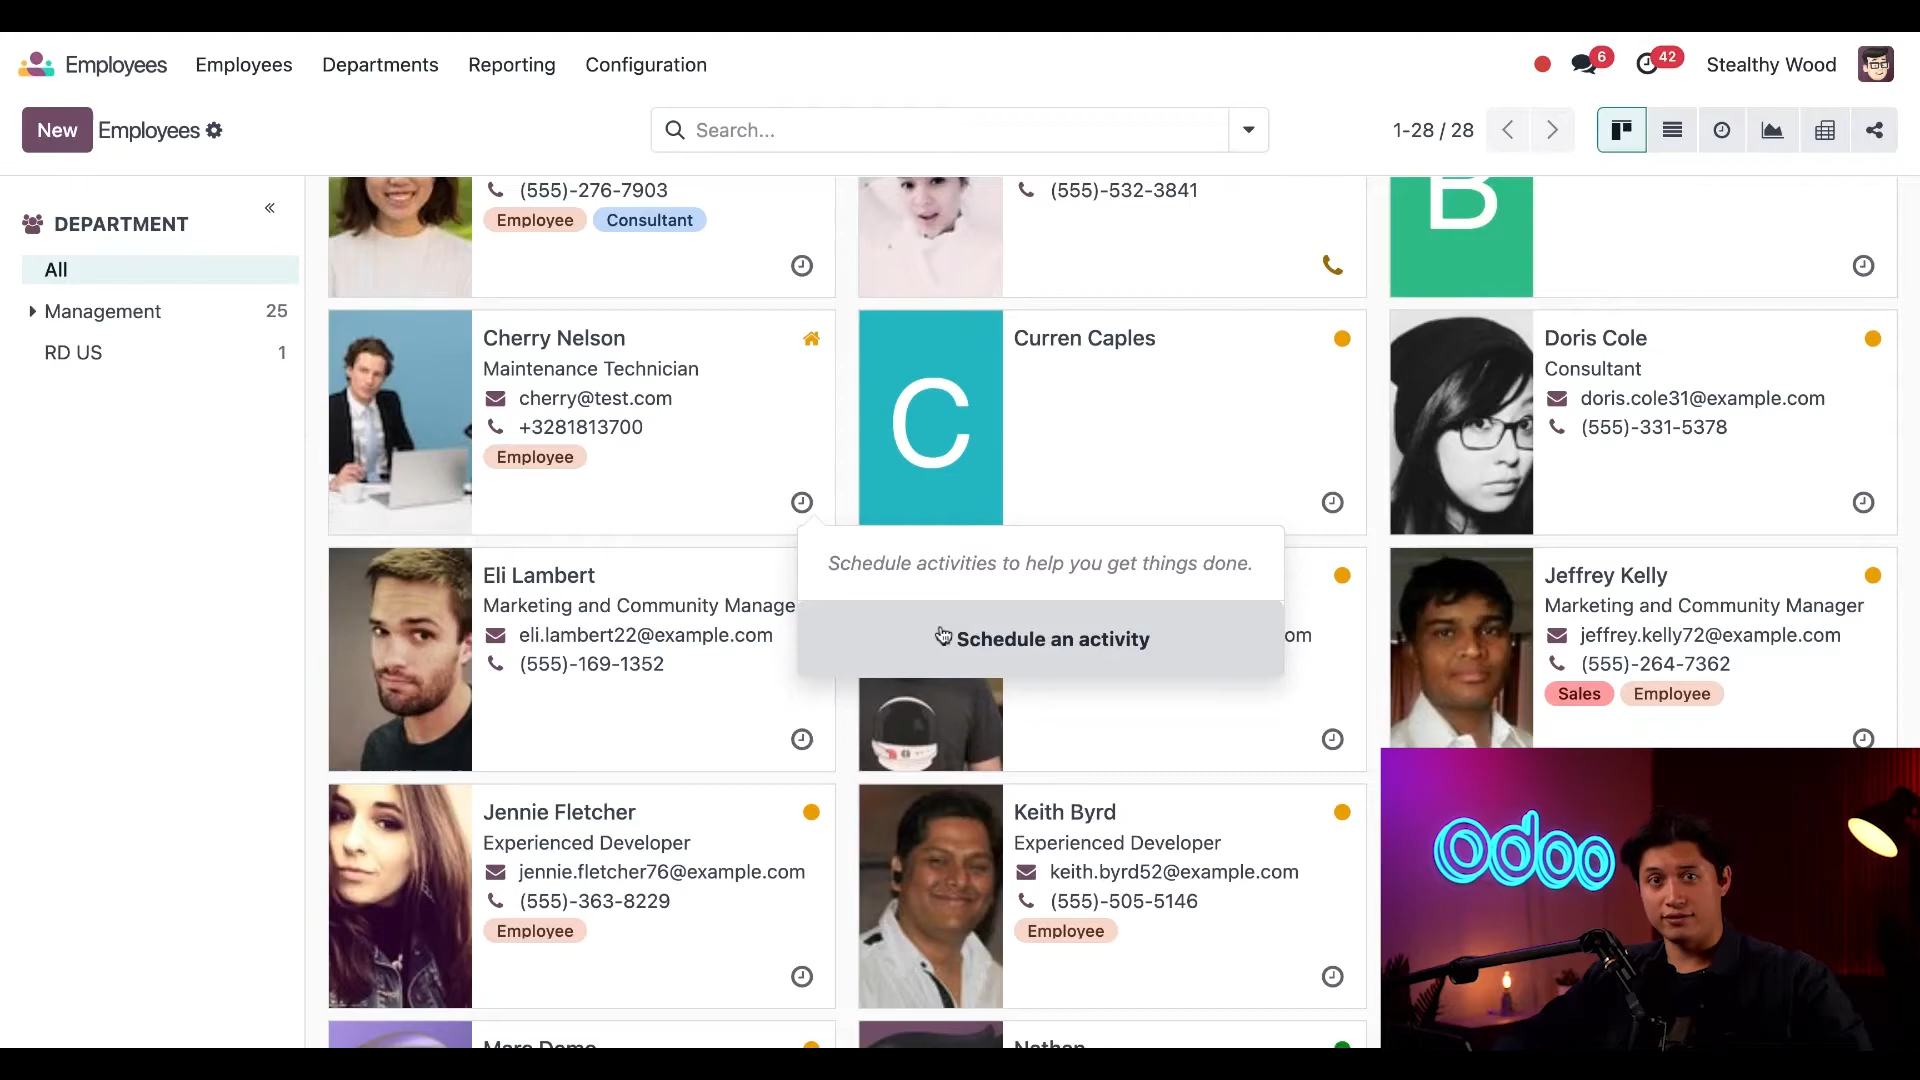 Employees
Employees
Departments
Reporting
Configuration
6
42
Stealthy Wood
New
Employees
Search...
1-28 / 28
DEPARTMENT
All
Management 25
RD US 1
(555)-276-7903
Employee
Consultant
(555)-532-3841
B
Cherry Nelson
Maintenance Technician
cherry@test.com
+3281813700
Employee
C
Curren Caples
Doris Cole
Consultant
doris.cole31@example.com
(555)-331-5378
Schedule activities to help you get things done.
Schedule an activity
Eli Lambert
Marketing and Community Manage
eli.lambert22@example.com
(555)-169-1352
om
Jeffrey Kelly
Marketing and Community Manager
jeffrey.kelly72@example.com
(555)-264-7362
Sales
Employee
Jennie Fletcher
Experienced Developer
jennie.fletcher76@example.com
(555)-363-8229
Employee
Keith Byrd
Experienced Developer
keith.byrd52@example.com
(555)-505-5146
Employee
odoo
Marc Demo
Nathan